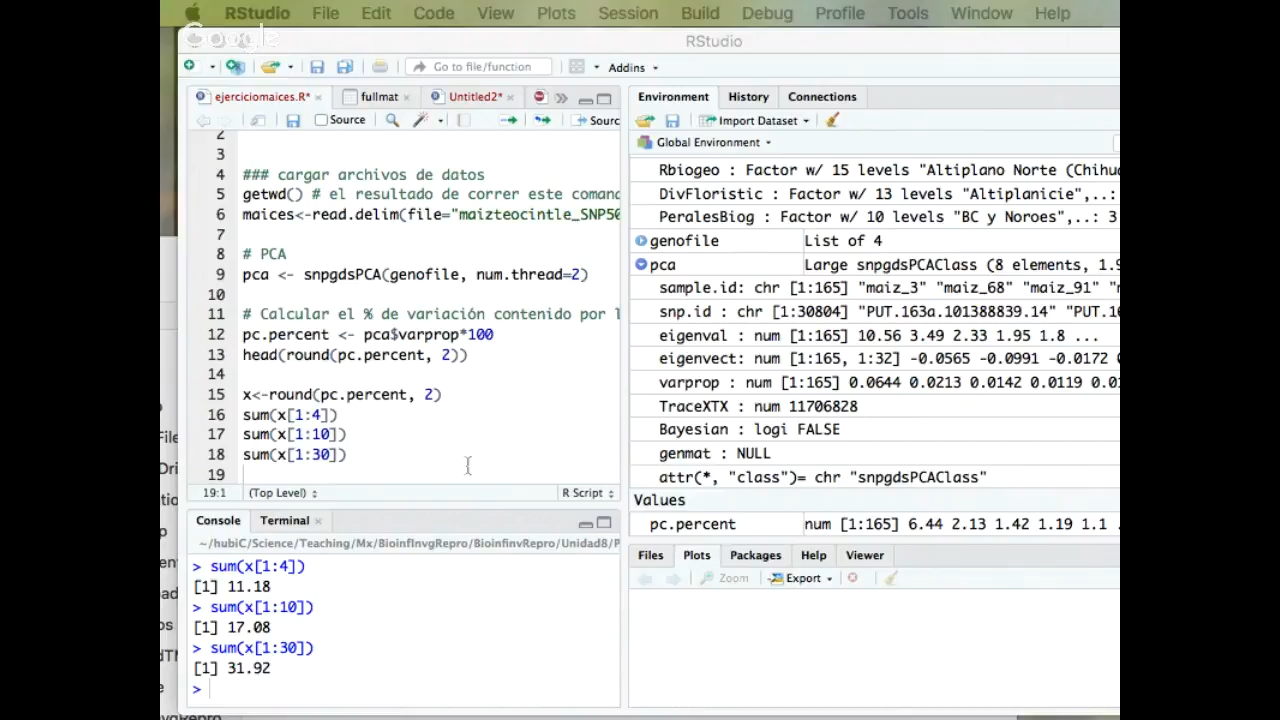 RStudio File Edit Code View Plots Session Build Debug Profile Tools Window Help
Google
RStudio
Go to file/function Addins
ejerciciomaices.R* fullmat Untitled2*
Source Sourc
2
3
4 ### cargar archivos de datos
5 getwd() # el resultado de correr este comand
6 maices<-read.delim(file="maizteocintle_SNP50
7
8 # PCA
9 pca <- snpgdsPCA(genofile, num.thread=2)
10
11 # Calcular el % de variación contenido por l
12 pc.percent <- pca$varprop*100
13 head(round(pc.percent, 2))
14
15 x<-round(pc.percent, 2)
16 sum(x[1:4])
17 sum(x[1:10])
18 sum(x[1:30])
19
19:1 (Top Level) R Script
Console Terminal
~/hubiC/Science/Teaching/Mx/BioinfInvgRepro/BioinfinvRepro/Unidad8/P
> sum(x[1:4])
[1] 11.18
> sum(x[1:10])
[1] 17.08
> sum(x[1:30])
[1] 31.92
>
Environment History Connections
Import Dataset
Global Environment
Rbiogeo : Factor w/ 15 levels "Altiplano Norte (Chihu
DivFloristic : Factor w/ 13 levels "Altiplanicie",..:
PeralesBiog : Factor w/ 10 levels "BC y Noroes",..: 3
genofile List of 4
pca Large snpgdsPCAClass (8 elements, 1.9
sample.id: chr [1:165] "maiz_3" "maiz_68" "maiz_91" "m
snp.id : chr [1:30804] "PUT.163a.101388839.14" "PUT.16
eigenval : num [1:165] 10.56 3.49 2.33 1.95 1.8 ...
eigenvect: num [1:165, 1:32] -0.0565 -0.0991 -0.0172
varprop : num [1:165] 0.0644 0.0213 0.0142 0.0119 0.01
TraceXTX : num 11706828
Bayesian : logi FALSE
genmat : NULL
attr(*, "class")= chr "snpgdsPCAClass"
Values
pc.percent num [1:165] 6.44 2.13 1.42 1.19 1.1 .
Files Plots Packages Help Viewer
Zoom Export